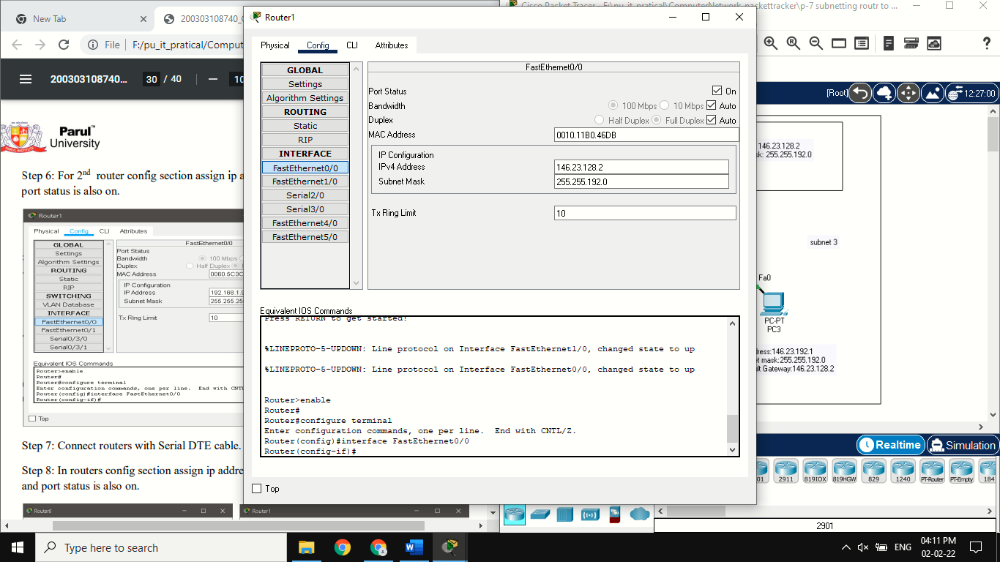 New Tab
200303108740_C
File F:/pu_it_pratical/Comput
200303108740... 30 / 40
Parul™
University
Step 6: For 2nd router config section assign ip a
port status is also on.
Router1
Physical Config CLI Attributes
GLOBAL
Settings
Algorithm Settings
ROUTING
Static
RIP
SWITCHING
VLAN Database
INTERFACE
FastEthernet0/0
FastEthernet0/1
Serial0/3/0
Serial0/3/1
FastEthernet0/0
Port Status
Bandwidth 100 Mbps
Duplex Half Duplex
MAC Address 0060.5C3C
IP Configuration
IP Address 192.168.1.9
Subnet Mask 255.255.25
Tx Ring Limit 10
Equivalent IOS Commands
Router>enable
Router#
Router#configure terminal
Enter configuration commands, one per line. End with CNTL
Router(config)#interface FastEthernet0/0
Router(config-if)#
Top
Step 7: Connect routers with Serial DTE cable.
Step 8: In routers config section assign ip addre
and port status is also on.
Router0
Router1
Router1
Physical Config CLI Attributes
GLOBAL
Settings
Algorithm Settings
ROUTING
Static
RIP
INTERFACE
FastEthernet0/0
FastEthernet1/0
Serial2/0
Serial3/0
FastEthernet4/0
FastEthernet5/0
FastEthernet0/0
Port Status On
Bandwidth 100 Mbps 10 Mbps Auto
Duplex Half Duplex Full Duplex Auto
MAC Address 0010.11B0.46DB
IP Configuration
IPv4 Address 146.23.128.2
Subnet Mask 255.255.192.0
Tx Ring Limit 10
Equivalent IOS Commands
Press RETURN to get started!
%LINEPROTO-5-UPDOWN: Line protocol on Interface FastEthernet1/0, changed state to up
%LINEPROTO-5-UPDOWN: Line protocol on Interface FastEthernet0/0, changed state to up
Router>enable
Router#
Router#configure terminal
Enter configuration commands, one per line. End with CNTL/Z.
Router(config)#interface FastEthernet0/0
Router(config-if)#
Top
Cisco Packet Tracer - F:\pu_it_pratical\ComputerNetwork_packettracker\p-7 subnetting routr to ...
[Root] 12:27:00
146.23.128.2
k: 255.255.192.0
subnet 3
Fa0
PC-PT
PC3
ress:146.23.192.1
t mask:255.255.192.0
lt Gateway:146.23.128.2
Realtime Simulation
01 2911 819IOX 819HGW 829 1240 PT-Router PT-Empty 184
2901
Type here to search
ENG
04:11 PM
02-02-22